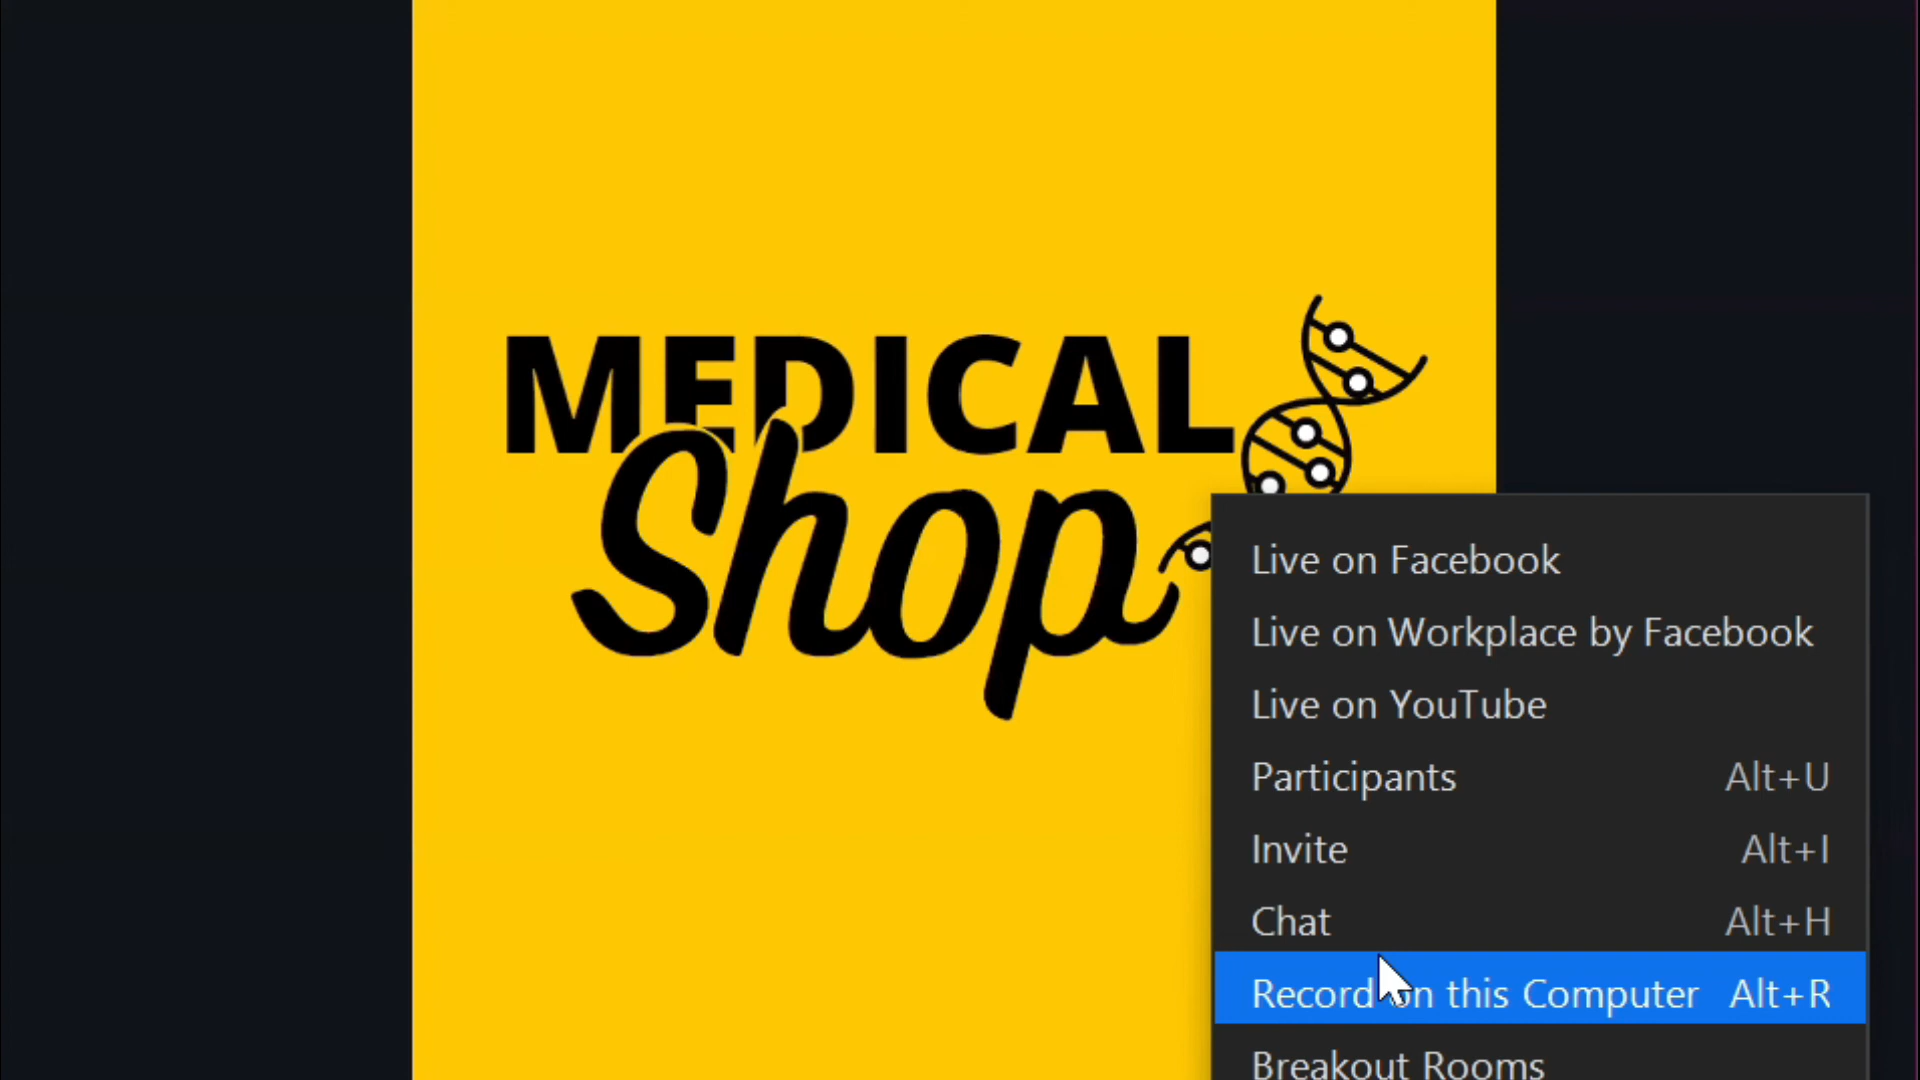 MEDICAL
Shop
Live on Facebook
Live on Workplace by Facebook
Live on YouTube
Participants Alt+U
Invite Alt+I
Chat Alt+H
Record on this Computer Alt+R
Breakout Rooms